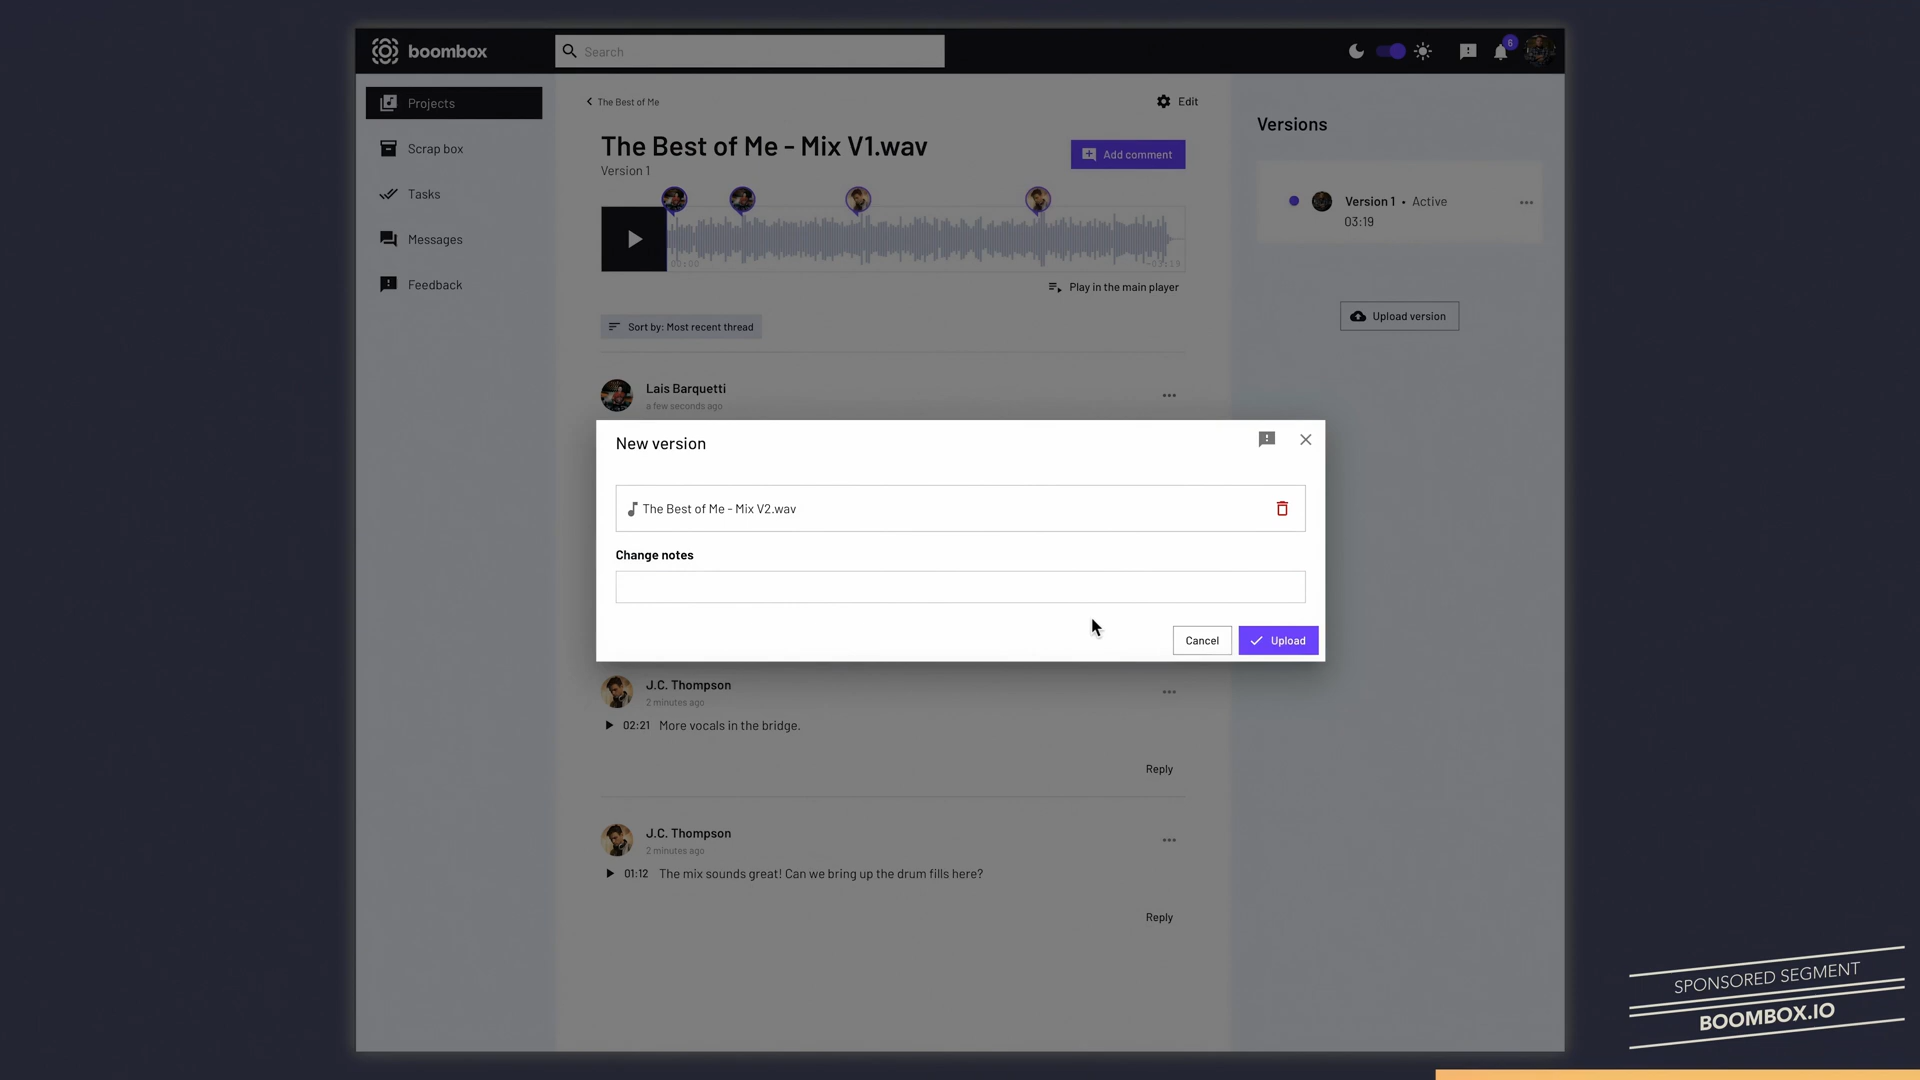 boombox
Search
6
Projects
Scrap box
Tasks
Messages
Feedback
The Best of Me
Edit
The Best of Me - Mix V1.wav
Version 1
Add comment
00:00
-03:19
Play in the main player
Sort by: Most recent thread
Lais Barquetti
a few seconds ago
New version
The Best of Me - Mix V2.wav
Change notes
Cancel
Upload
J.C. Thompson
2 minutes ago
02:21 More vocals in the bridge.
Reply
J.C. Thompson
2 minutes ago
01:12 The mix sounds great! Can we bring up the drum fills here?
Reply
Versions
Version 1 • Active
03:19
Upload version
SPONSORED SEGMENT
BOOMBOX.IO